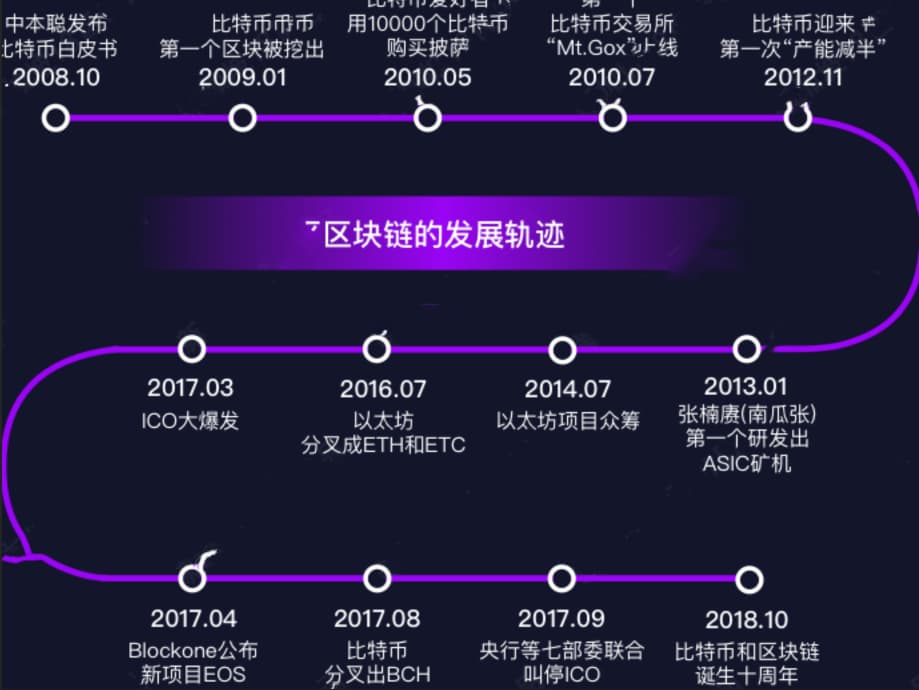 中本聪发布
比特币白皮书
2008.10
比特币
第一个区块被挖出
2009.01
用10000个比特币
购买披萨
2010.05
比特币交易所
“Mt.Gox”上线
2010.07
比特币迎来
第一次“产能减半”
2012.11
区块链的发展轨迹
2017.03
ICO大爆发
2016.07
以太坊
分叉成ETH和ETC
2014.07
以太坊项目众筹
2013.01
张楠赓(南瓜张)
第一个研发出
ASIC矿机
2017.04
Blockone公布
新项目EOS
2017.08
比特币
分叉出BCH
2017.09
央行等七部委联合
叫停ICO
2018.10
比特币和区块链
诞生十周年